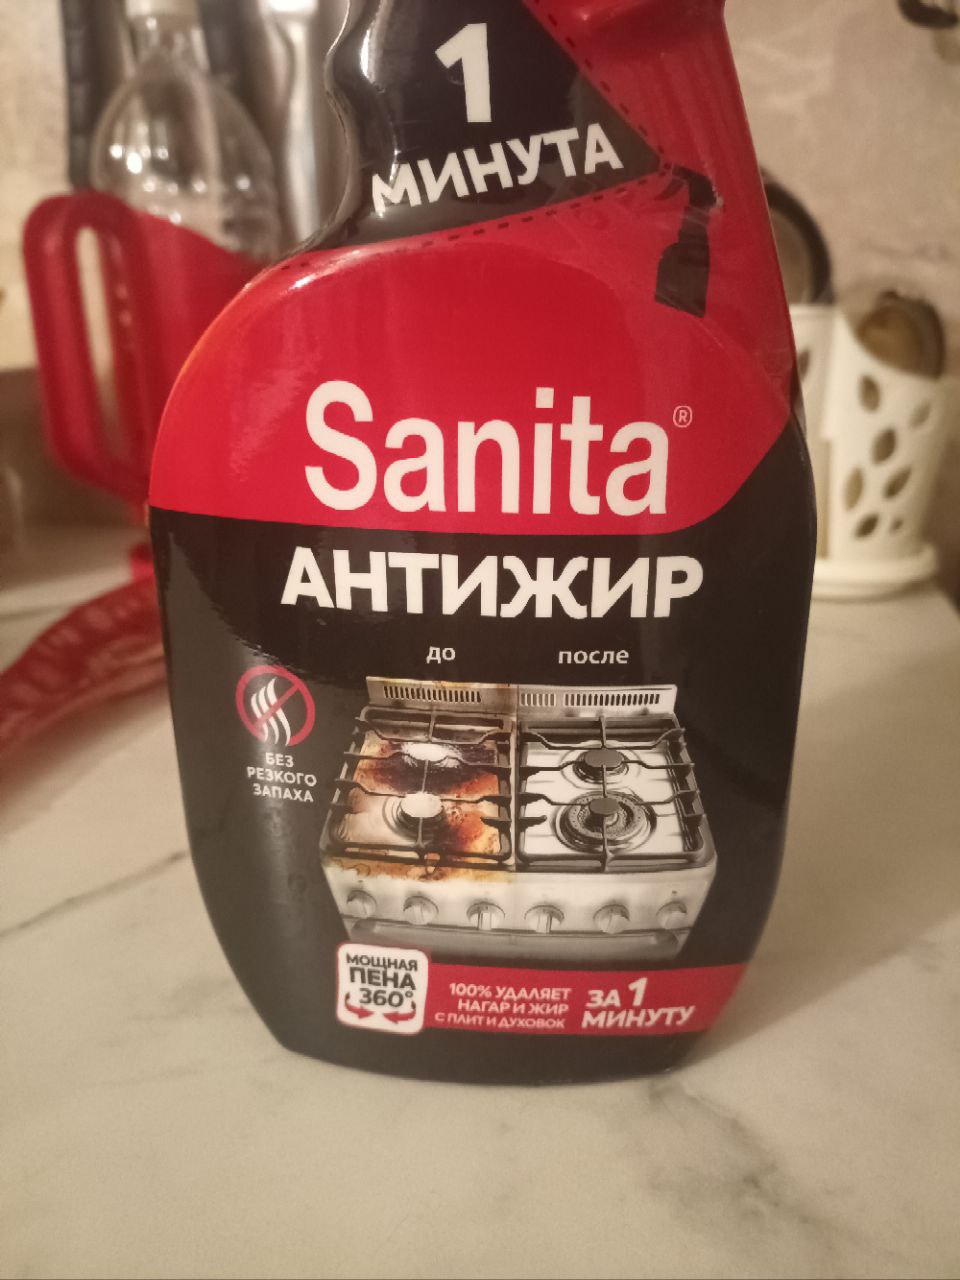 1
МИНУТА
Sanita®
АНТИЖИР
до после
БЕЗ
РЕЗКОГО
ЗАПАХА
МОЩНАЯ
ПЕНА
360°
100% УДАЛЯЕТ
НАГАР И ЖИР
С ПЛИТ И ДУХОВОК
ЗА 1
МИНУТУ